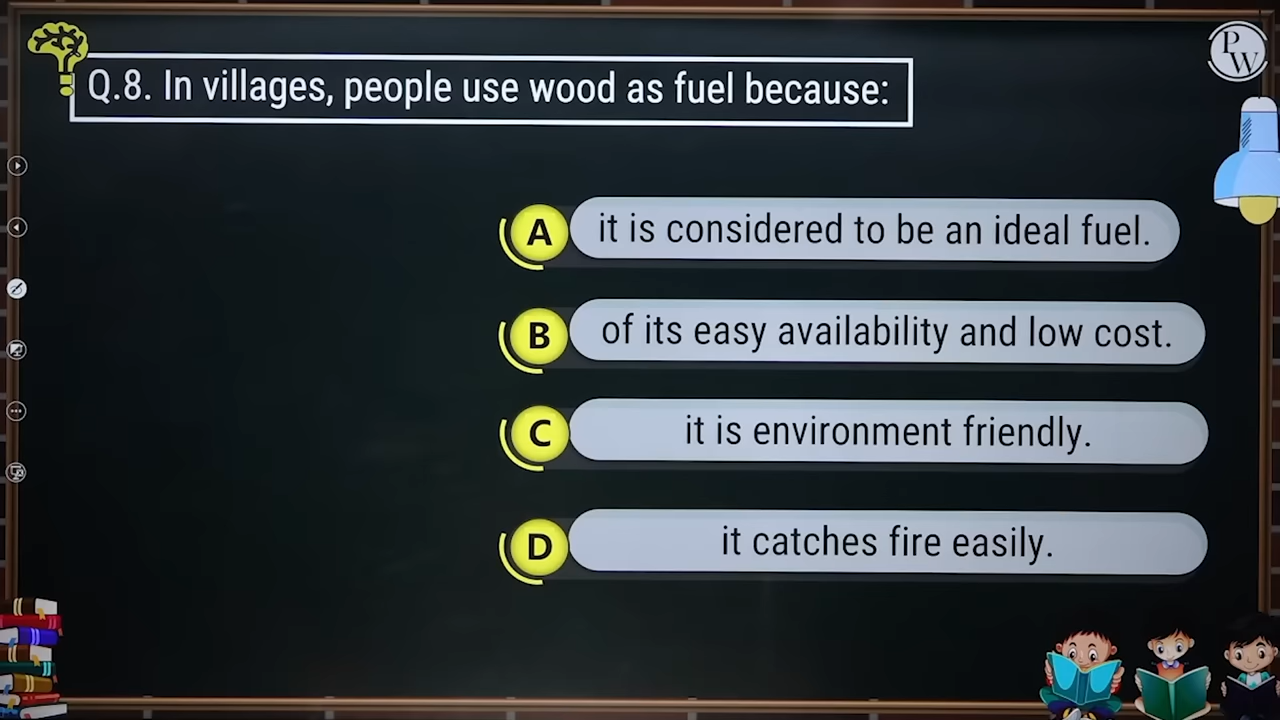 Q.8. In villages, people use wood as fuel because:
PW
A it is considered to be an ideal fuel.
B of its easy availability and low cost.
C it is environment friendly.
D it catches fire easily.